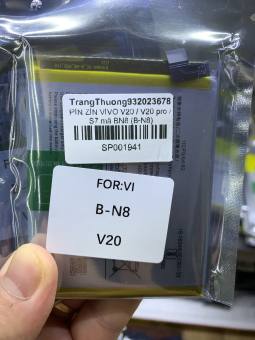 TrangThuong932023678
PIN ZIN VIVO V20 / V20 pro /
S7 mã BN8 (B-N8)
SP001941
FOR:VI
B-N8
V20